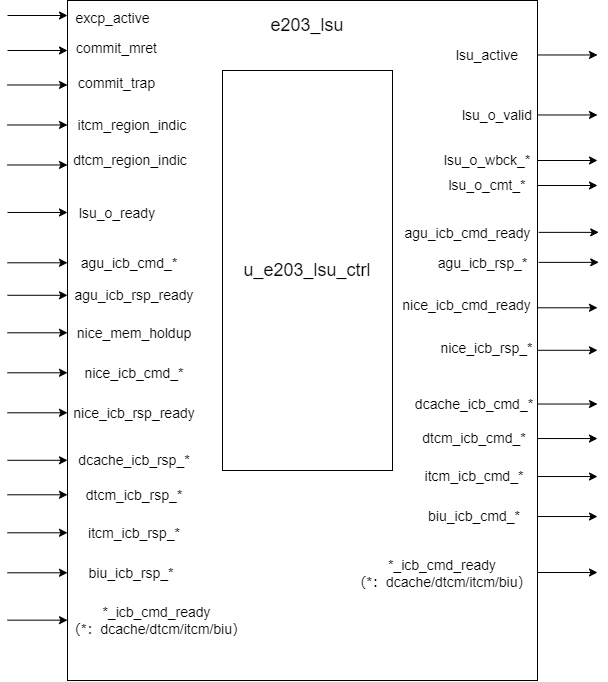 e203_lsu
excp_active
commit_mret
commit_trap
itcm_region_indic
dtcm_region_indic
lsu_o_ready
agu_icb_cmd_*
agu_icb_rsp_ready
nice_mem_holdup
nice_icb_cmd_*
nice_icb_rsp_ready
dcache_icb_rsp_*
dtcm_icb_rsp_*
itcm_icb_rsp_*
biu_icb_rsp_*
*_icb_cmd_ready
(*：dcache/dtcm/itcm/biu)
u_e203_lsu_ctrl
lsu_active
lsu_o_valid
lsu_o_wbck_*
lsu_o_cmt_*
agu_icb_cmd_ready
agu_icb_rsp_*
nice_icb_cmd_ready
nice_icb_rsp_*
dcache_icb_cmd_*
dtcm_icb_cmd_*
itcm_icb_cmd_*
biu_icb_cmd_*
*_icb_cmd_ready
(*：dcache/dtcm/itcm/biu)